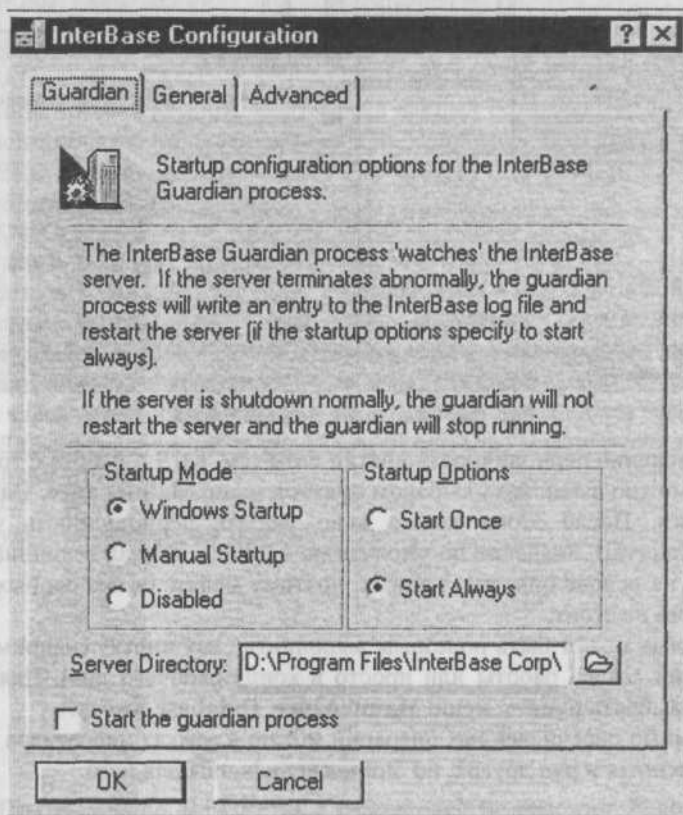 InterBase Configuration
Guardian
General
Advanced
Startup configuration options for the InterBase
Guardian process.
The InterBase Guardian process 'watches' the InterBase
server. If the server terminates abnormally, the guardian
process will write an entry to the InterBase log file and
restart the server (if the startup options specify to start
always).
If the server is shutdown normally, the guardian will not
restart the server and the guardian will stop running.
Startup Mode
Windows Startup
Manual Startup
Disabled
Startup Options
Start Once
Start Always
Server Directory: D:\Program Files\InterBase Corp\
Start the guardian process
OK
Cancel